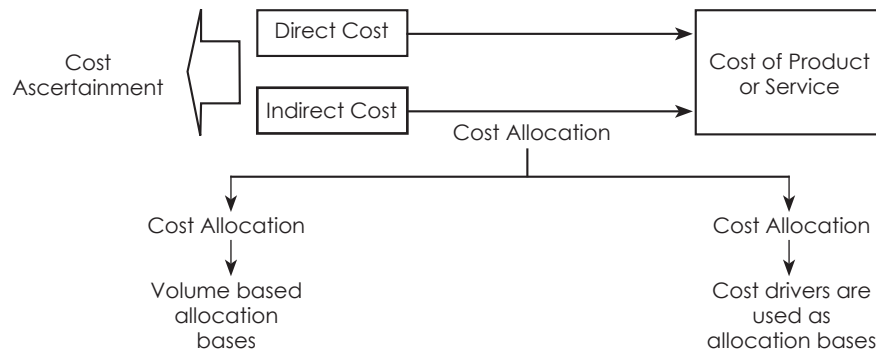 Direct Cost
Cost
Ascertainment
Cost of Product
or Service
Indirect Cost
Cost Allocation
Cost Allocation
Volume based
allocation
bases
Cost Allocation
Cost drivers are
used as
allocation bases